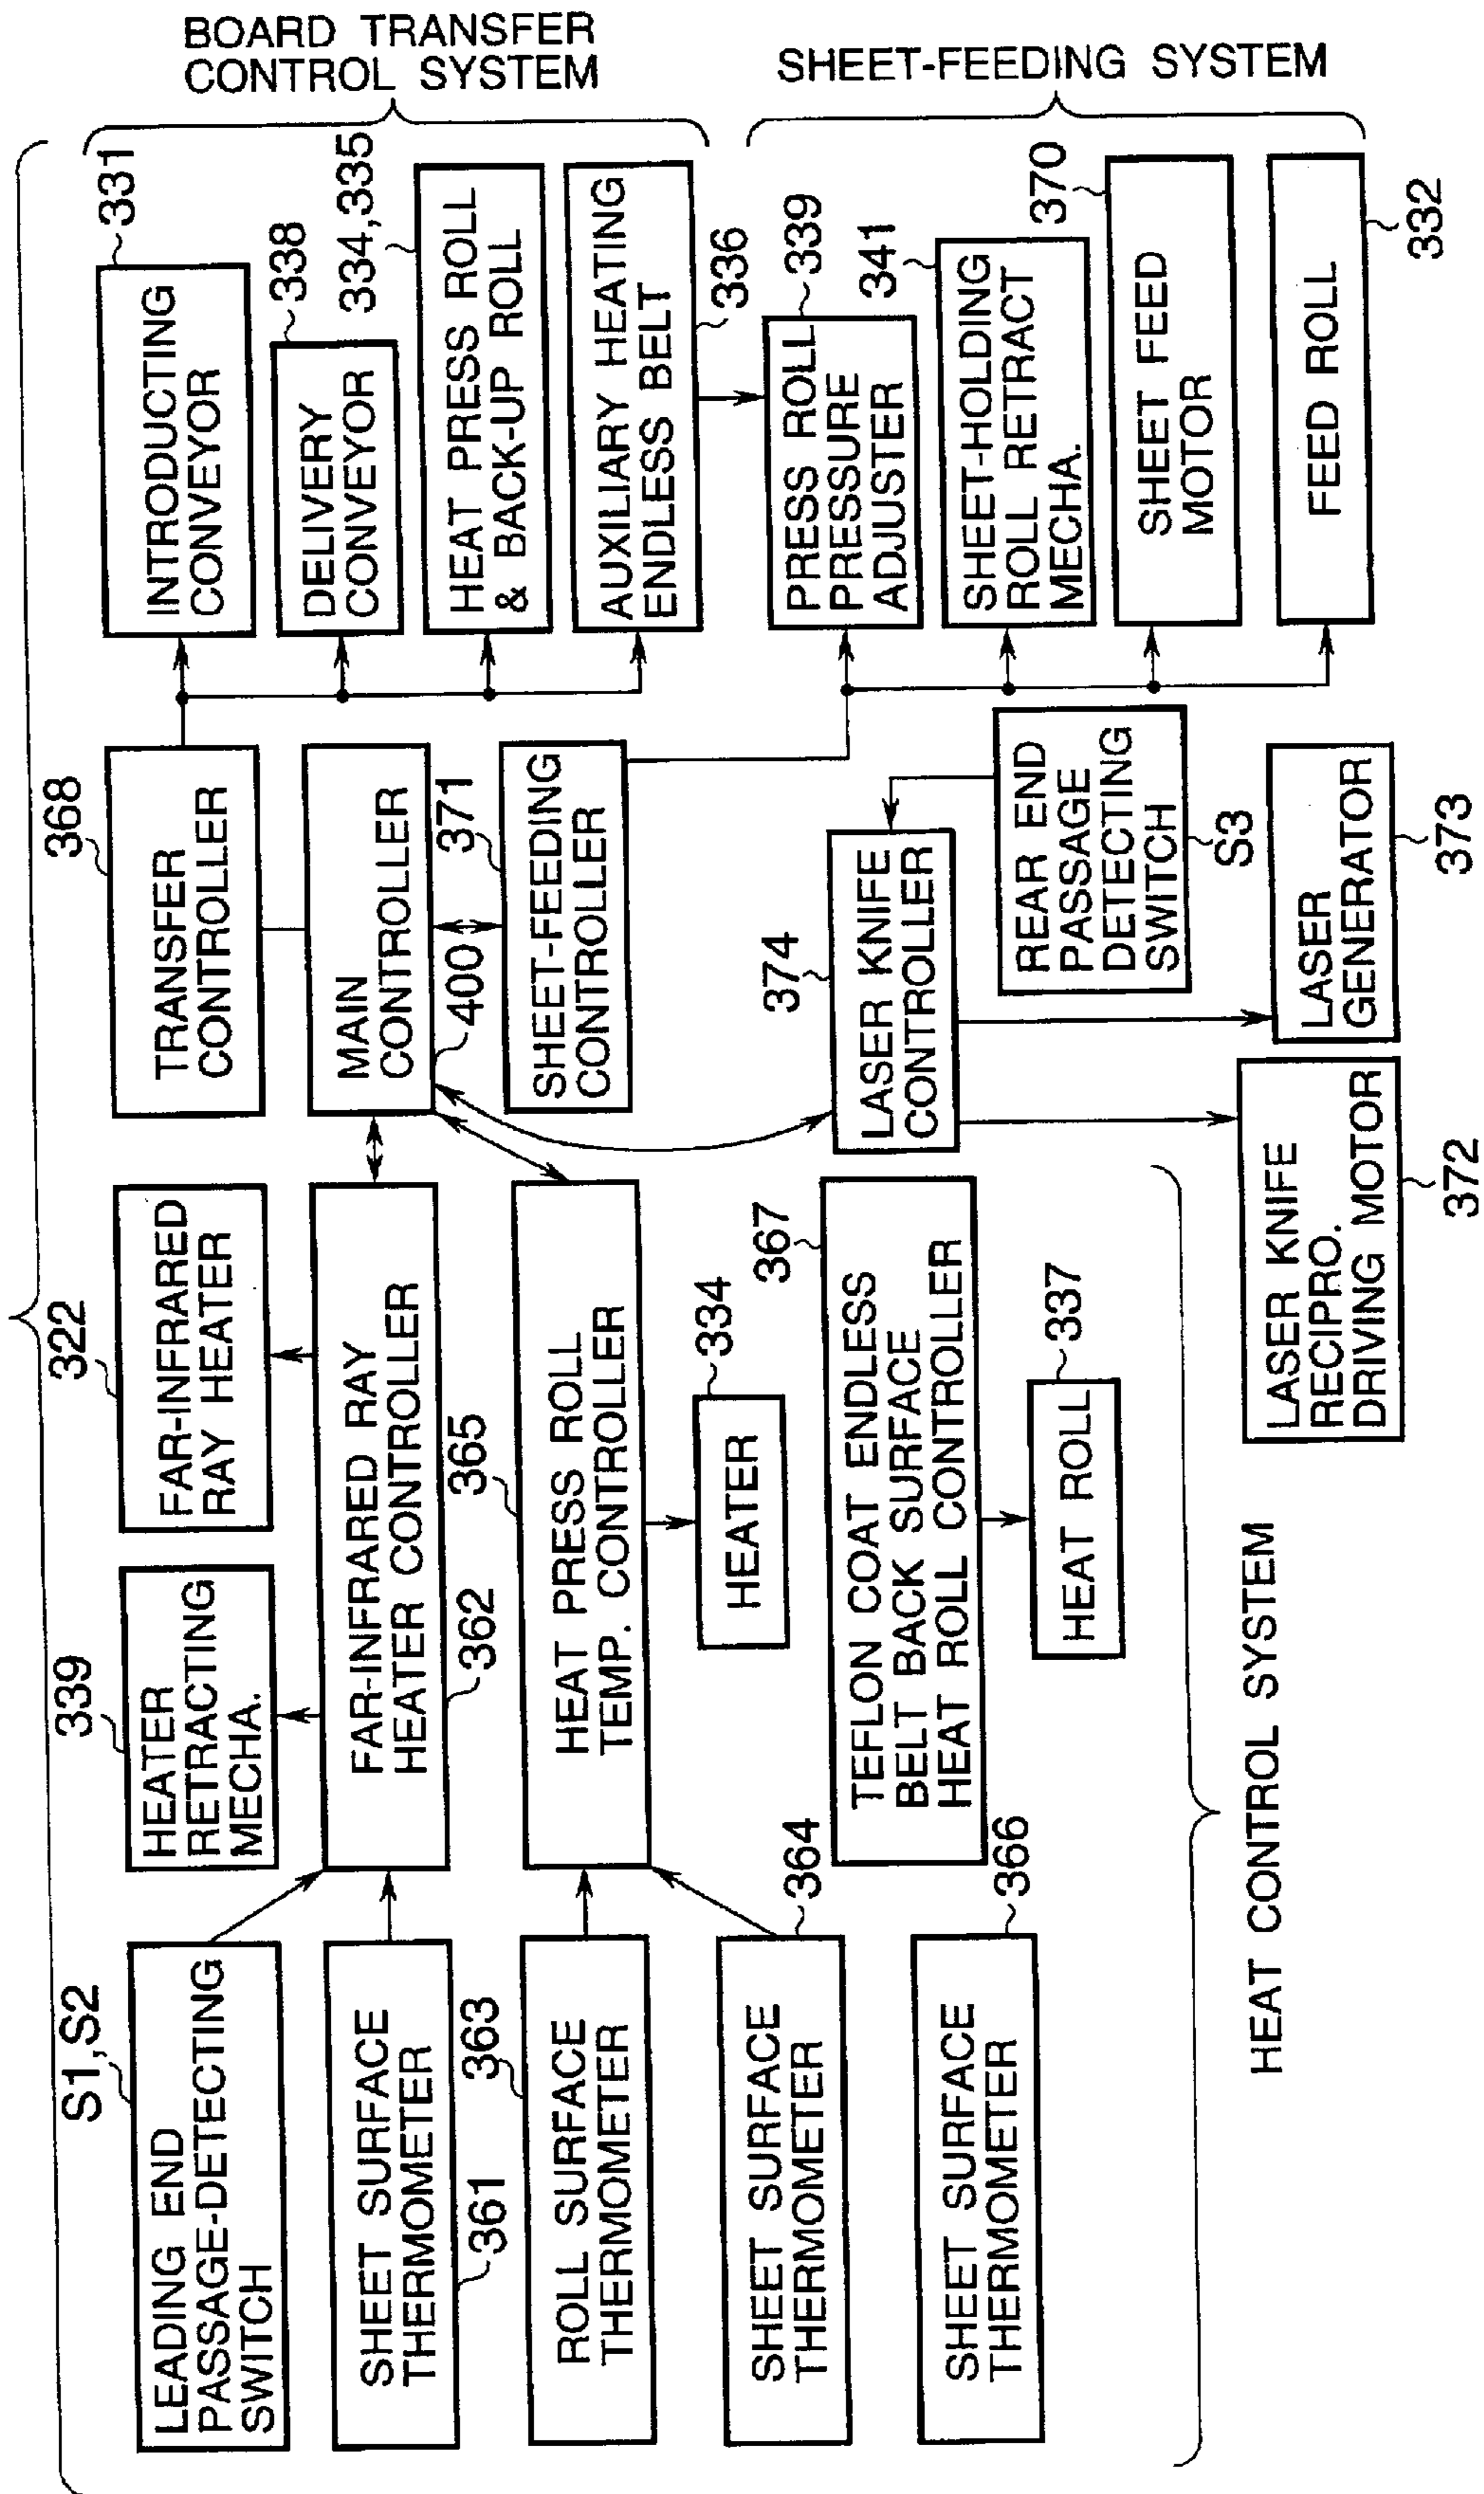 BOARD TRANSFER
CONTROL SYSTEM
SHEET-FEEDING SYSTEM
331
INTRODUCTING
CONVEYOR
338
DELIVERY
CONVEYOR
334,335
HEAT PRESS ROLL
& BACK-UP ROLL
AUXILIARY HEATING
ENDLESS BELT
336
339
PRESS ROLL
PRESSURE
ADJUSTER
341
SHEET-HOLDING
ROLL RETRACT
MECHA.
370
SHEET FEED
MOTOR
FEED ROLL
332
368
TRANSFER
CONTROLLER
MAIN
CONTROLLER
400
371
SHEET-FEEDING
CONTROLLER
374
LASER KNIFE
CONTROLLER
REAR END
PASSAGE
DETECTING
SWITCH
S3
LASER
GENERATOR
373
LASER KNIFE
RECIPRO.
DRIVING MOTOR
372
322
FAR-INFRARED
RAY HEATER
339
HEATER
RETRACTING
MECHA.
FAR-INFRARED RAY
HEATER CONTROLLER
362
365
HEAT PRESS ROLL
TEMP. CONTROLLER
334
HEATER
367
TEFLON COAT ENDLESS
BELT BACK SURFACE
HEAT ROLL CONTROLLER
337
HEAT ROLL
S1,S2
LEADING END
PASSAGE-DETECTING
SWITCH
SHEET SURFACE
THERMOMETER
361
363
ROLL SURFACE
THERMOMETER
364
SHEET SURFACE
THERMOMETER
366
SHEET SURFACE
THERMOMETER
HEAT CONTROL SYSTEM